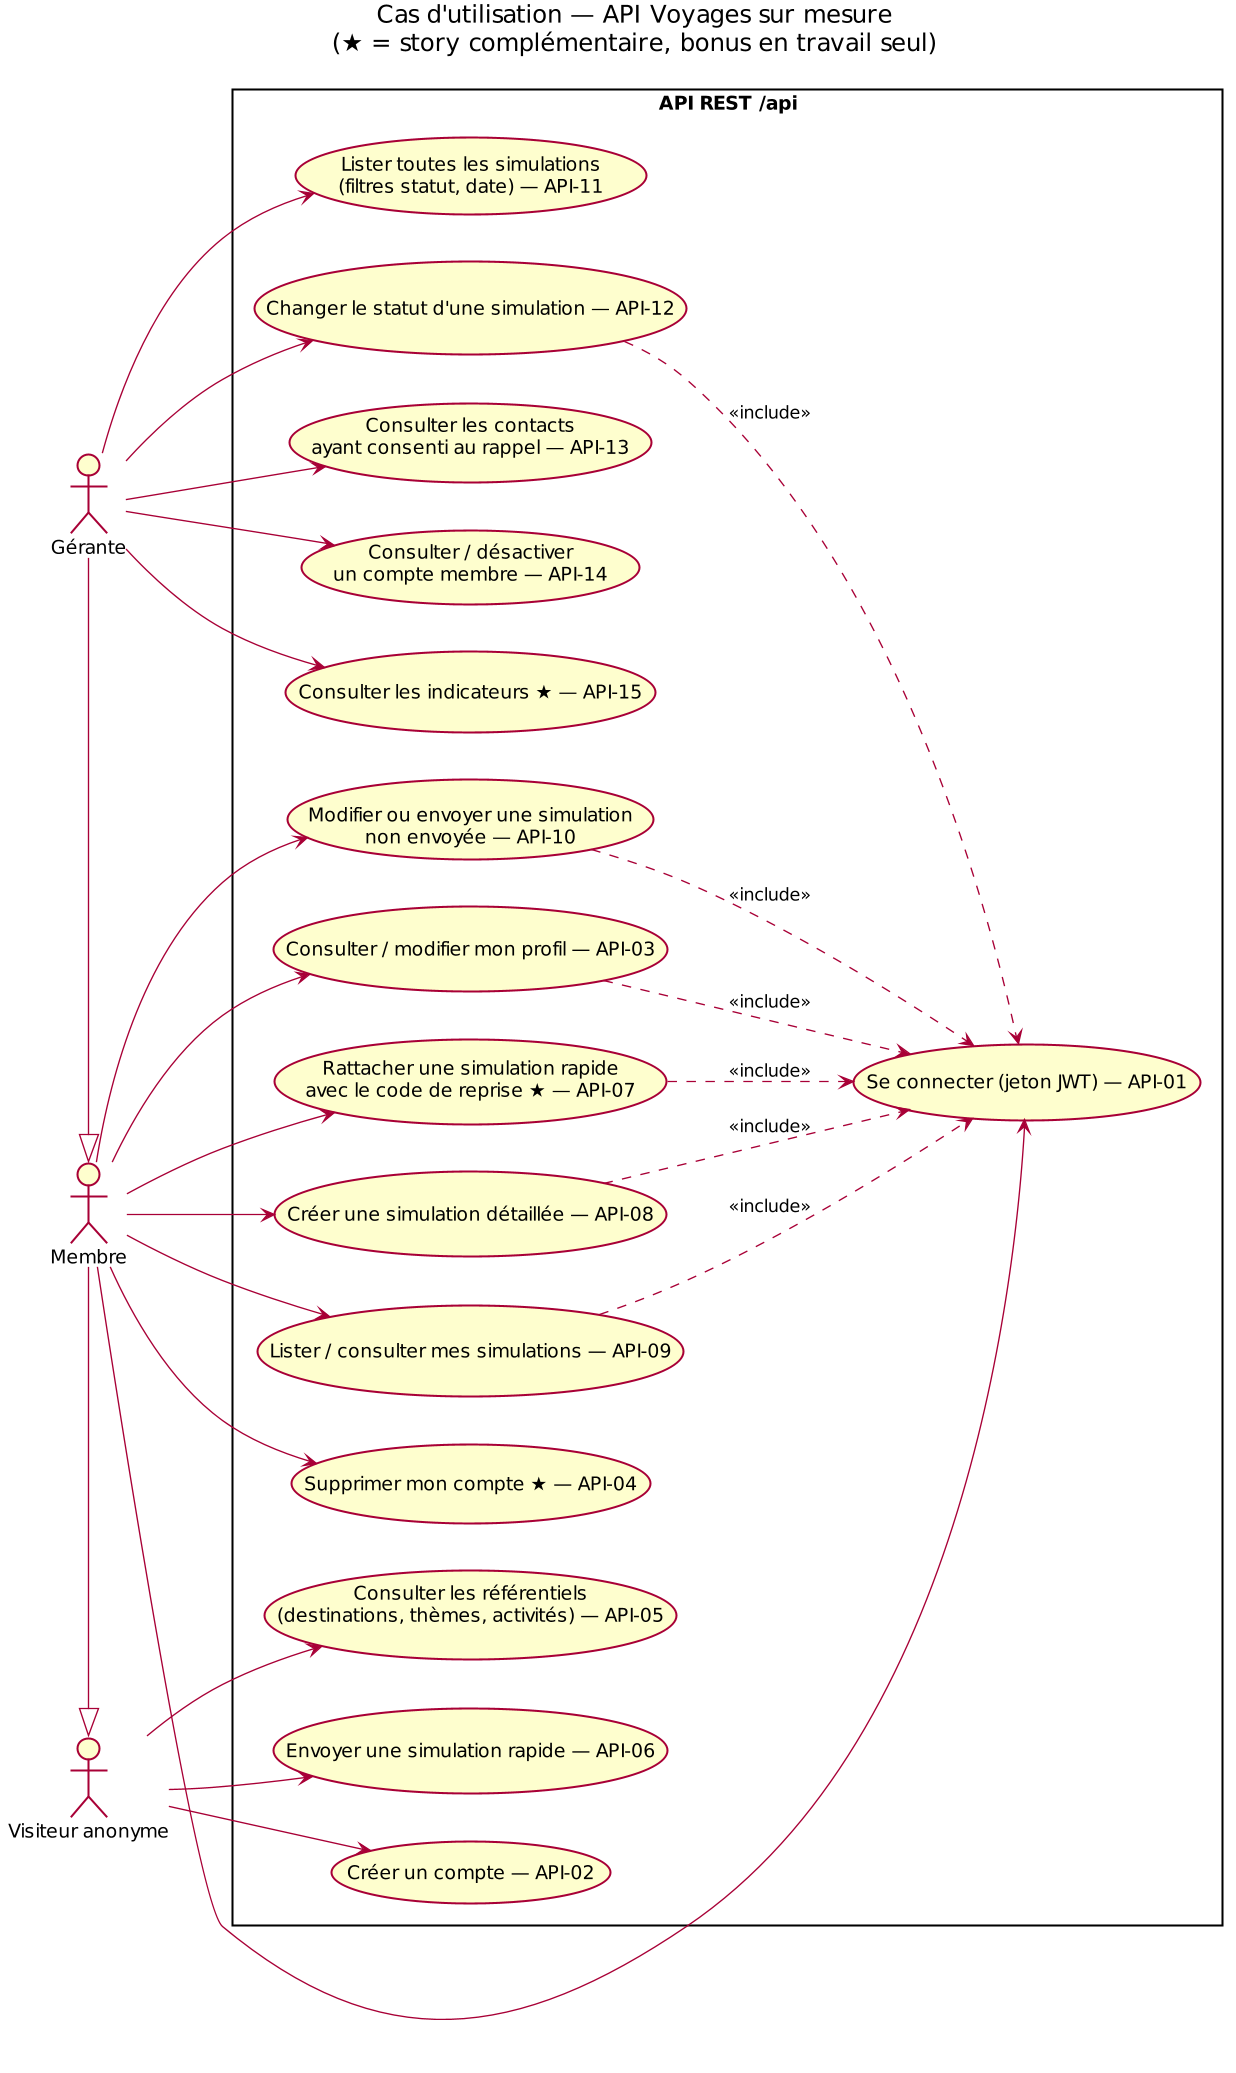 Cas d'utilisation — API Voyages sur mesure
(★ = story complémentaire, bonus en travail seul)
API REST /api
Lister toutes les simulations
(filtres statut, date) — API-11
Changer le statut d'une simulation — API-12
«include»
Consulter les contacts
ayant consenti au rappel — API-13
Gérante
Consulter / désactiver
un compte membre — API-14
Consulter les indicateurs ★ — API-15
Modifier ou envoyer une simulation
non envoyée — API-10
«include»
Consulter / modifier mon profil — API-03
«include»
Rattacher une simulation rapide
avec le code de reprise ★ — API-07
«include»
Se connecter (jeton JWT) — API-01
«include»
Créer une simulation détaillée — API-08
«include»
Membre
Lister / consulter mes simulations — API-09
Supprimer mon compte ★ — API-04
Consulter les référentiels
(destinations, thèmes, activités) — API-05
Envoyer une simulation rapide — API-06
Visiteur anonyme
Créer un compte — API-02